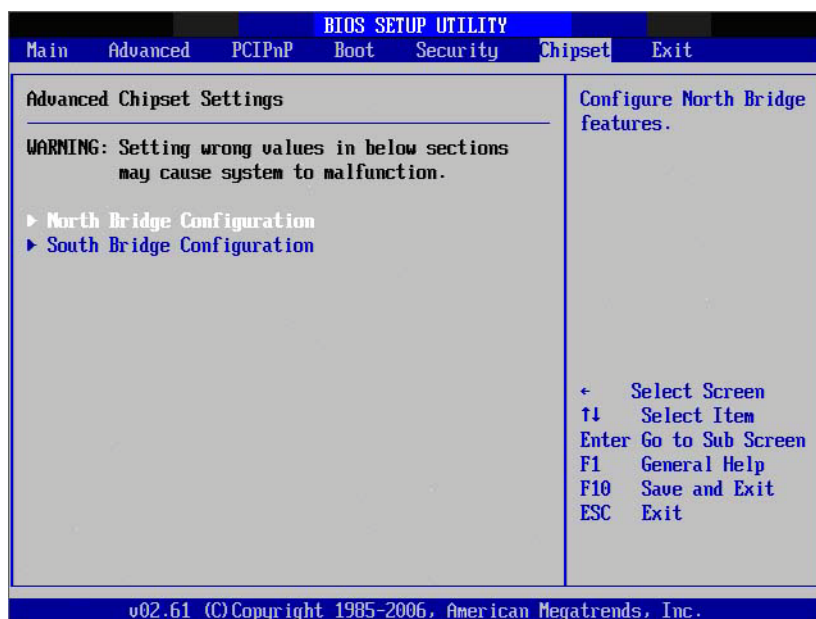 BIOS SETUP UTILITY
Main Advanced PCIPnP Boot Security Chipset Exit
Advanced Chipset Settings
WARNING: Setting wrong values in below sections
may cause system to malfunction.
▶ North Bridge Configuration
▶ South Bridge Configuration
Configure North Bridge
features.
← Select Screen
↑↓ Select Item
Enter Go to Sub Screen
F1 General Help
F10 Save and Exit
ESC Exit
v02.61 (C)Copyright 1985-2006, American Megatrends, Inc.